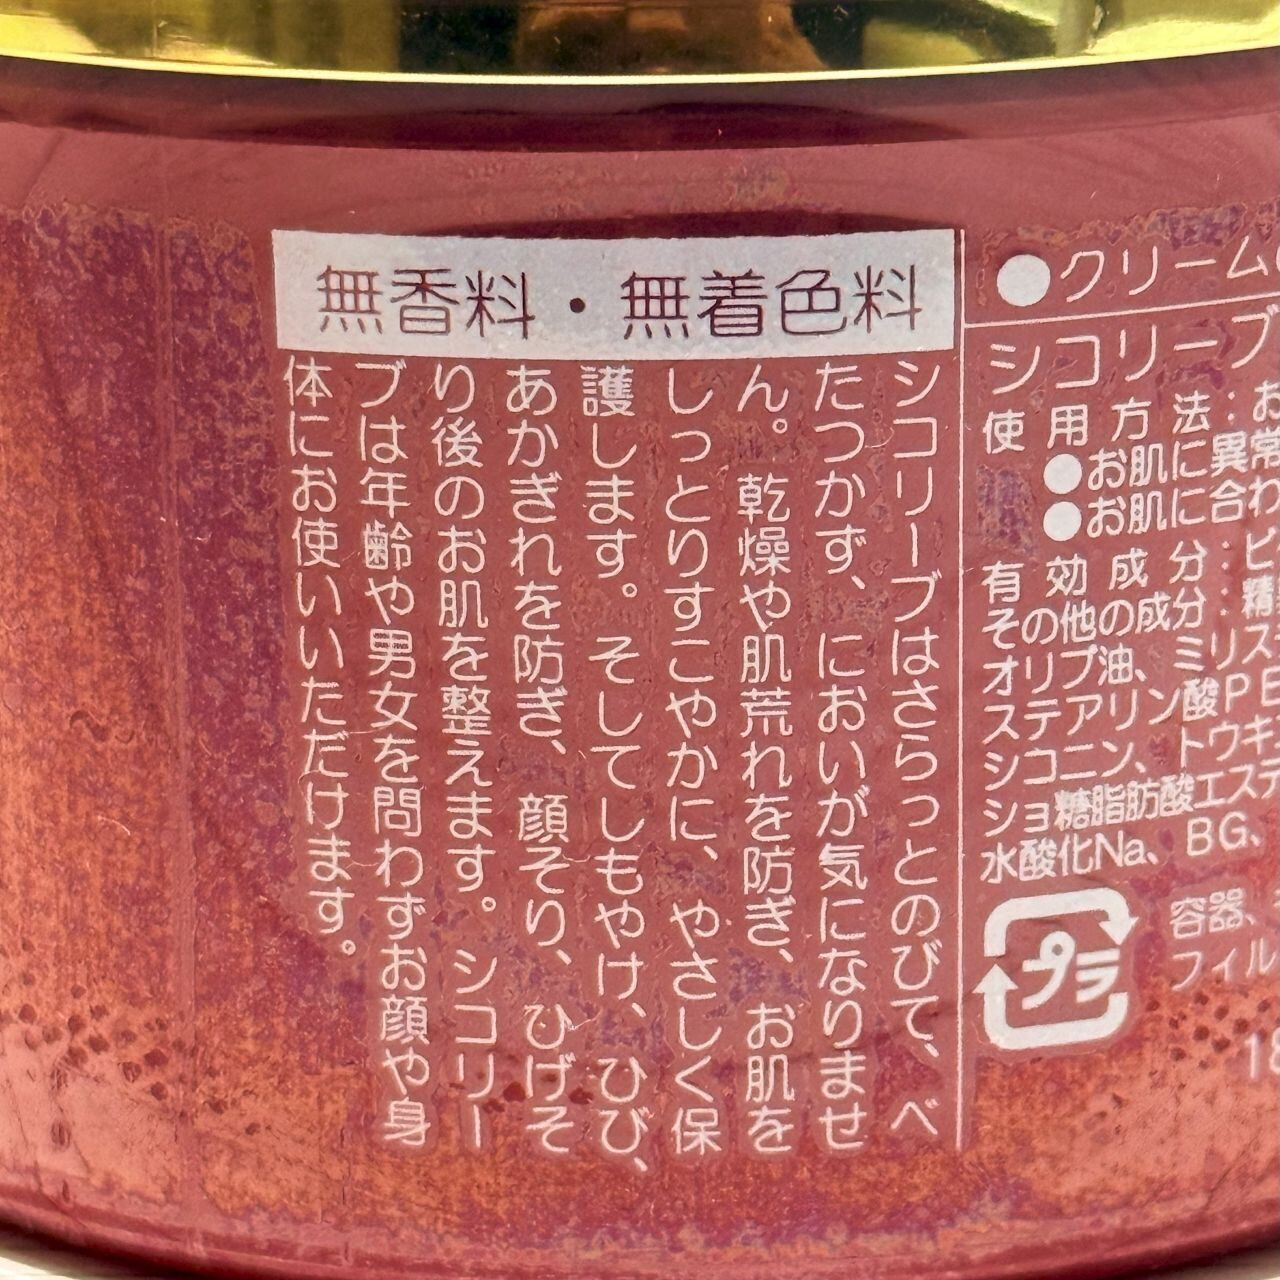 無香料・無着色料
シコリーブはさらっとのびて、べ
たつかず、においが気になりませ
ん。乾燥や肌荒れを防ぎ、お肌を
しっとりすこやかに、やさしく保
護します。そしてしもやけ、ひび、
あかぎれを防ぎ、顔そり、ひげそ
り後のお肌を整えます。シコリー
ブは年齢や男女を問わずお顔や身
体にお使いいただけます。
●クリーム
シコリーブ
使用方法：お
●お肌に異常
●お肌に合わ
有効成分：ピ
その他の成分：精
オリブ油、ミリス
ステアリン酸PE
シコニン、トウキ
ショ糖脂肪酸エステ
水酸化Na、BG、
プラ
容器、
フィル
18